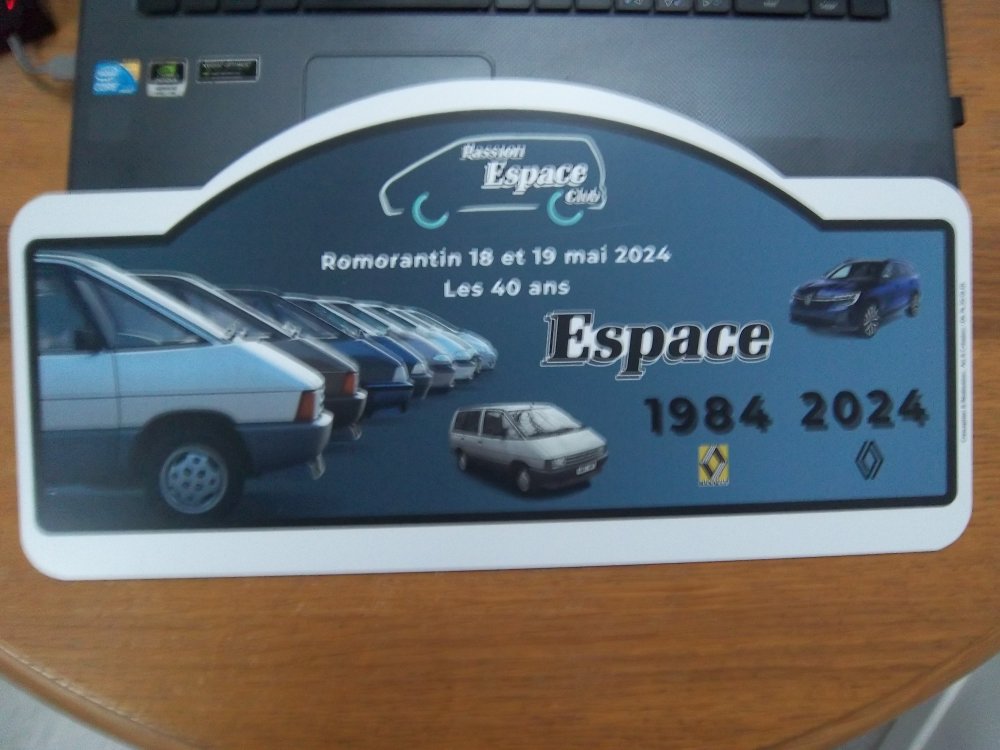 Passion
Espace
Club
Romorantin 18 et 19 mai 2024
Les 40 ans
Espace
1984 2024